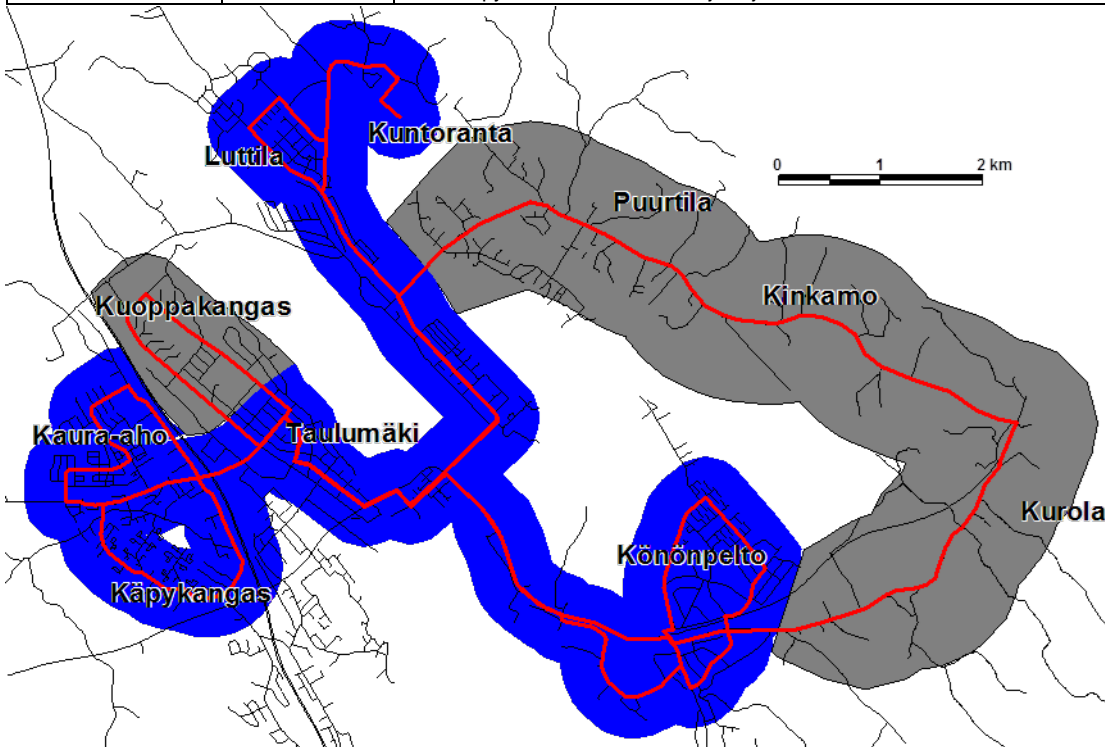 Kuntoranta
Luttila
0 1 2 km
Puurtila
Kinkamo
Kuoppakangas
Kaura-aho
Taulumäki
Kurola
Könönpelto
Käpykangas